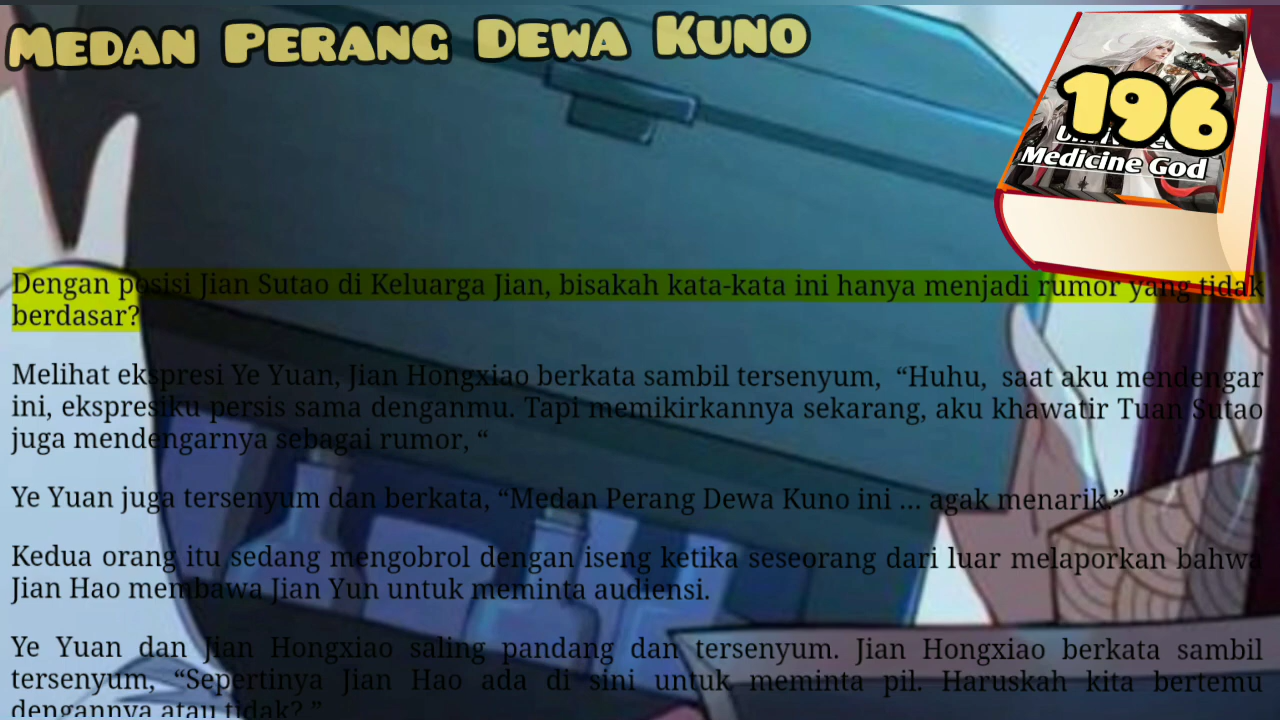 Medan Perang Dewa Kuno
196
Medicine God
Dengan posisi Jian Sutao di Keluarga Jian, bisakah kata-kata ini hanya menjadi rumor yang tidak
berdasar?
Melihat ekspresi Ye Yuan, Jian Hongxiao berkata sambil tersenyum, “Huhu, saat aku mendengar
ini, ekspresiku persis sama denganmu. Tapi memikirkannya sekarang, aku khawatir Tuan Sutao
juga mendengarnya sebagai rumor, “
Ye Yuan juga tersenyum dan berkata, “Medan Perang Dewa Kuno ini ... agak menarik.”
Kedua orang itu sedang mengobrol dengan iseng ketika seseorang dari luar melaporkan bahwa
Jian Hao membawa Jian Yun untuk meminta audiensi.
Ye Yuan dan Jian Hongxiao saling pandang dan tersenyum. Jian Hongxiao berkata sambil
tersenyum, “Sepertinya Jian Hao ada di sini untuk meminta pil. Haruskah kita bertemu
dengannya atau tidak? ”